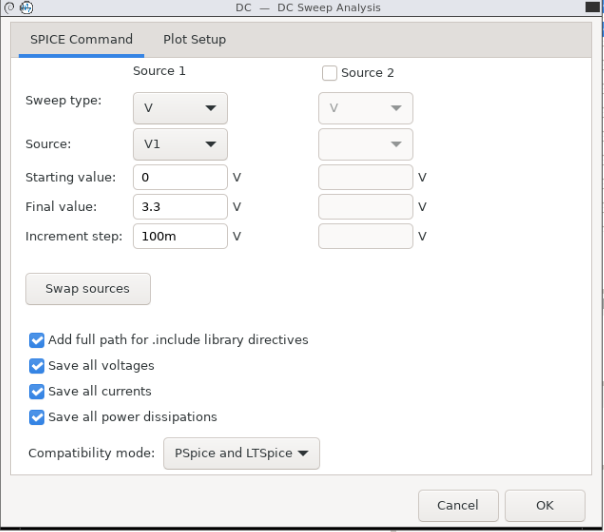 DC — DC Sweep Analysis
SPICE Command Plot Setup
Source 1 Source 2
Sweep type: V V
Source: V1
Starting value: 0 V V
Final value: 3.3 V V
Increment step: 100m V V
Swap sources
Add full path for .include library directives
Save all voltages
Save all currents
Save all power dissipations
Compatibility mode: PSpice and LTSpice
Cancel OK